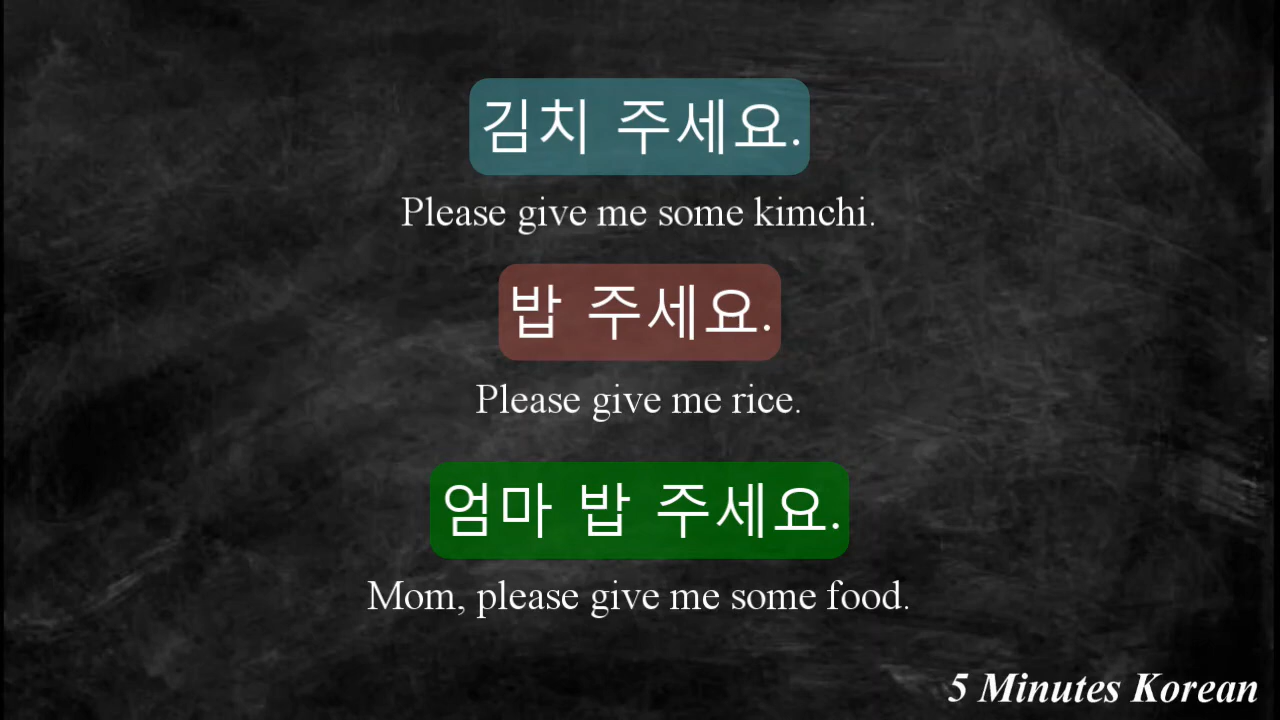 김치 주세요.
Please give me some kimchi.
밥 주세요.
Please give me rice.
엄마 밥 주세요.
Mom, please give me some food.
5 Minutes Korean